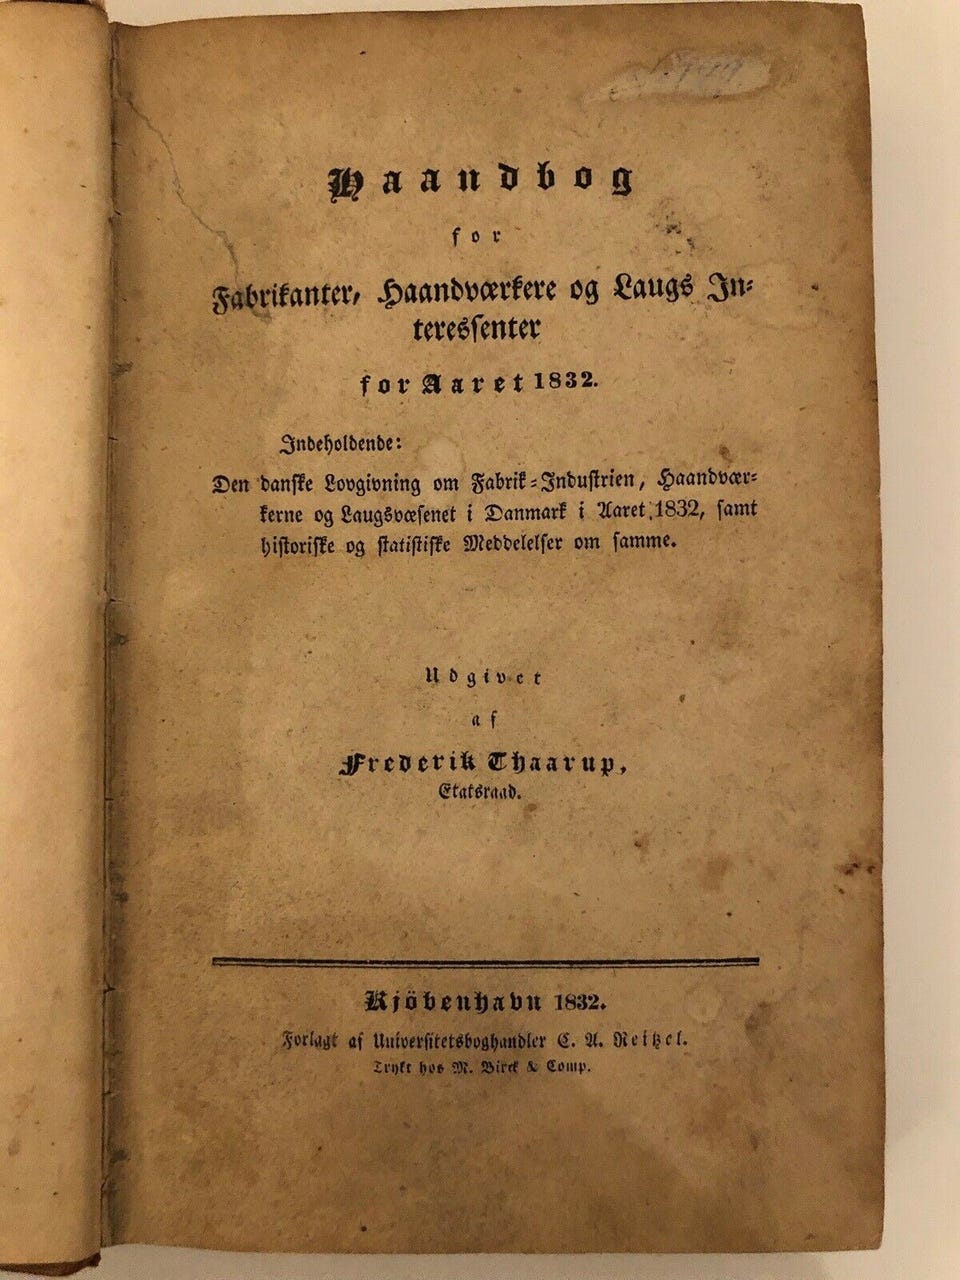 Haandbog
for
Fabrikanter, Haandværkere og Laugs In-
teressenter
for Aaret 1832.
Indeholdende:
Den danske Lovgivning om Fabrik-Industrien, Haandvær-
kerne og Laugsvæsenet i Danmark i Aaret 1832, samt
historiske og statistiske Meddelelser om samme.
Udgivet
af
Frederik Thaarup,
Etatsraad.
Kjöbenhavn 1832.
Forlagt af Universitetsboghandler C. A. Reitzel.
Trykt hos M. Birck & Comp.